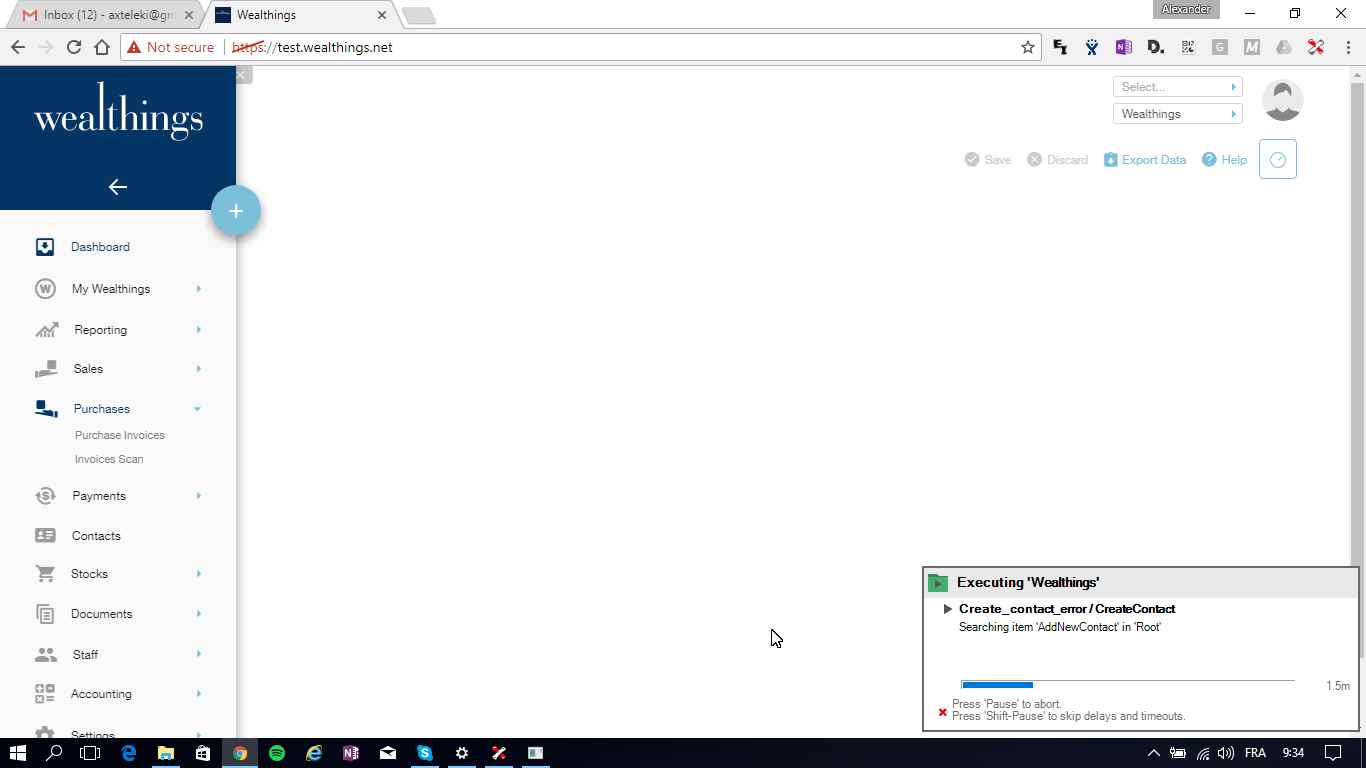 Inbox (12) - axteleki@gm
Wealthings
Alexander
Not secure
https://test.wealthings.net
wealthings
Select...
Wealthings
Save
Discard
Export Data
Help
Dashboard
My Wealthings
Reporting
Sales
Purchases
Purchase Invoices
Invoices Scan
Payments
Contacts
Stocks
Documents
Staff
Accounting
Settings
Executing 'Wealthings'
Create_contact_error / CreateContact
Searching item 'AddNewContact' in 'Root'
1.5m
Press 'Pause' to abort.
Press 'Shift-Pause' to skip delays and timeouts.
FRA
9:34